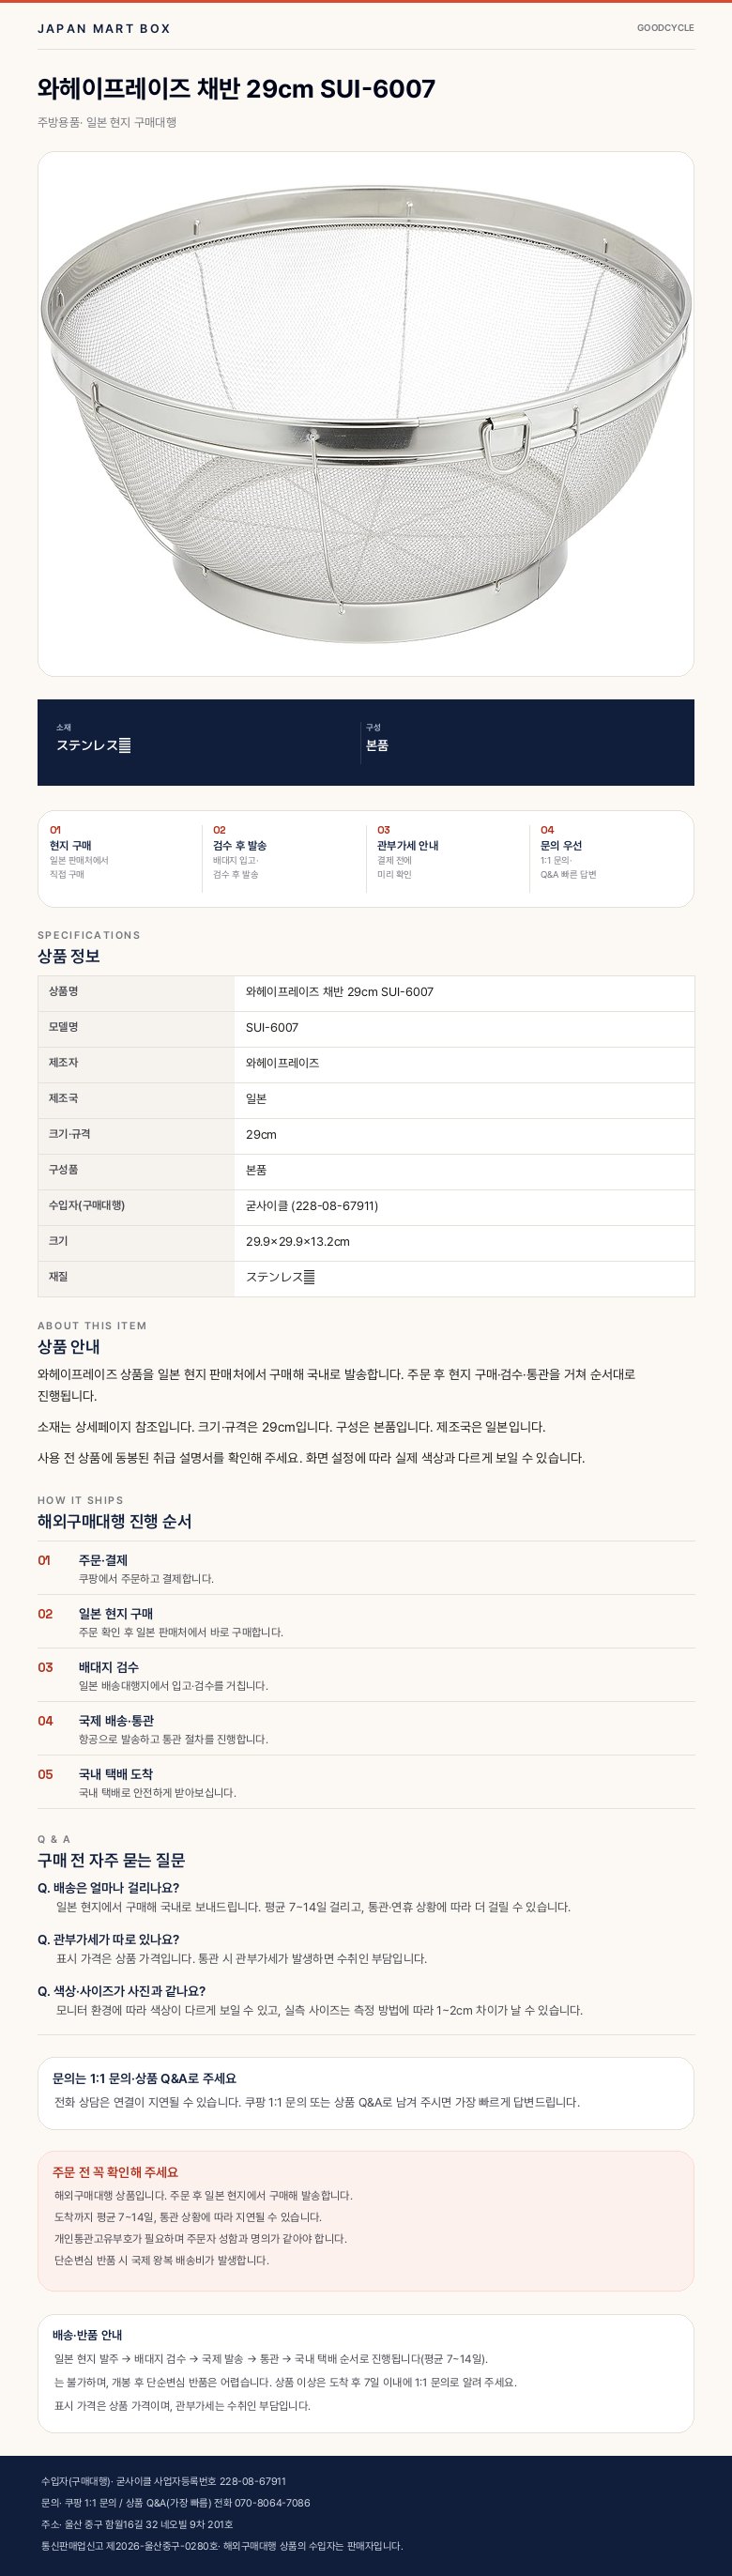 JAPAN MART BOX
GOODCYCLE
와헤이프레이즈 채반 29cm SUI-6007
주방용품· 일본 현지 구매대행
소재
ステンレス
구성
본품
01
현지 구매
일본 판매처에서
직접 구매
02
검수 후 발송
배대지 입고·
검수 후 발송
03
관부가세 안내
결제 전에
미리 확인
04
문의 우선
1:1 문의·
Q&A 빠른 답변
SPECIFICATIONS
상품 정보
상품명 와헤이프레이즈 채반 29cm SUI-6007
모델명 SUI-6007
제조자 와헤이프레이즈
제조국 일본
크기·규격 29cm
구성품 본품
수입자(구매대행) 굳사이클 (228-08-67911)
크기 29.9×29.9×13.2cm
재질 ステンレス
ABOUT THIS ITEM
상품 안내
와헤이프레이즈 상품을 일본 현지 판매처에서 구매해 국내로 발송합니다. 주문 후 현지 구매·검수·통관을 거쳐 순서대로
진행됩니다.
소재는 상세페이지 참조입니다. 크기·규격은 29cm입니다. 구성은 본품입니다. 제조국은 일본입니다.
사용 전 상품에 동봉된 취급 설명서를 확인해 주세요. 화면 설정에 따라 실제 색상과 다르게 보일 수 있습니다.
HOW IT SHIPS
해외구매대행 진행 순서
01 주문·결제
쿠팡에서 주문하고 결제합니다.
02 일본 현지 구매
주문 확인 후 일본 판매처에서 바로 구매합니다.
03 배대지 검수
일본 배송대행지에서 입고·검수를 거칩니다.
04 국제 배송·통관
항공으로 발송하고 통관 절차를 진행합니다.
05 국내 택배 도착
국내 택배로 안전하게 받아보십니다.
Q & A
구매 전 자주 묻는 질문
Q. 배송은 얼마나 걸리나요?
일본 현지에서 구매해 국내로 보내드립니다. 평균 7~14일 걸리고, 통관·연휴 상황에 따라 더 걸릴 수 있습니다.
Q. 관부가세가 따로 있나요?
표시 가격은 상품 가격입니다. 통관 시 관부가세가 발생하면 수취인 부담입니다.
Q. 색상·사이즈가 사진과 같나요?
모니터 환경에 따라 색상이 다르게 보일 수 있고, 실측 사이즈는 측정 방법에 따라 1~2cm 차이가 날 수 있습니다.
문의는 1:1 문의·상품 Q&A로 주세요
전화 상담은 연결이 지연될 수 있습니다. 쿠팡 1:1 문의 또는 상품 Q&A로 남겨 주시면 가장 빠르게 답변드립니다.
주문 전 꼭 확인해 주세요
해외구매대행 상품입니다. 주문 후 일본 현지에서 구매해 발송합니다.
도착까지 평균 7~14일, 통관 상황에 따라 지연될 수 있습니다.
개인통관고유부호가 필요하며 주문자 성함과 명의가 같아야 합니다.
단순변심 반품 시 국제 왕복 배송비가 발생합니다.
배송·반품 안내
일본 현지 발주 → 배대지 검수 → 국제 발송 → 통관 → 국내 택배 순서로 진행됩니다(평균 7~14일).
는 불가하며, 개봉 후 단순변심 반품은 어렵습니다. 상품 이상은 도착 후 7일 이내에 1:1 문의로 알려 주세요.
표시 가격은 상품 가격이며, 관부가세는 수취인 부담입니다.
수입자(구매대행)· 굳사이클 사업자등록번호 228-08-67911
문의· 쿠팡 1:1 문의 / 상품 Q&A(가장 빠름) 전화 070-8064-7086
주소· 울산 중구 함월16길 32 네오빌 9차 201호
통신판매업신고 제2026-울산중구-0280호· 해외구매대행 상품의 수입자는 판매자입니다.